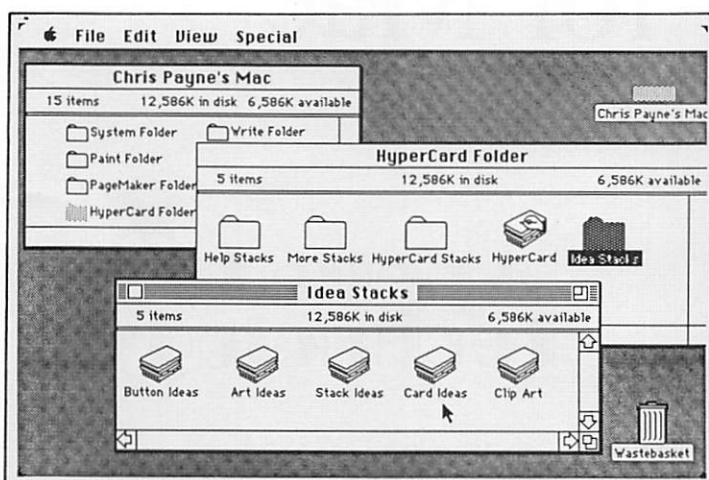 File Edit View Special
Chris Payne's Mac
15 items 12,586K in disk 6,586K available
System Folder Write Folder
Paint Folder
PageMaker Folder
HyperCard Folder
Chris Payne's Mac
HyperCard Folder
5 items 12,586K in disk 6,586K available
Help Stacks More Stacks HyperCard Stacks HyperCard Idea Stacks
Idea Stacks
5 items 12,586K in disk 6,586K available
Button Ideas Art Ideas Stack Ideas Card Ideas Clip Art
Wastebasket